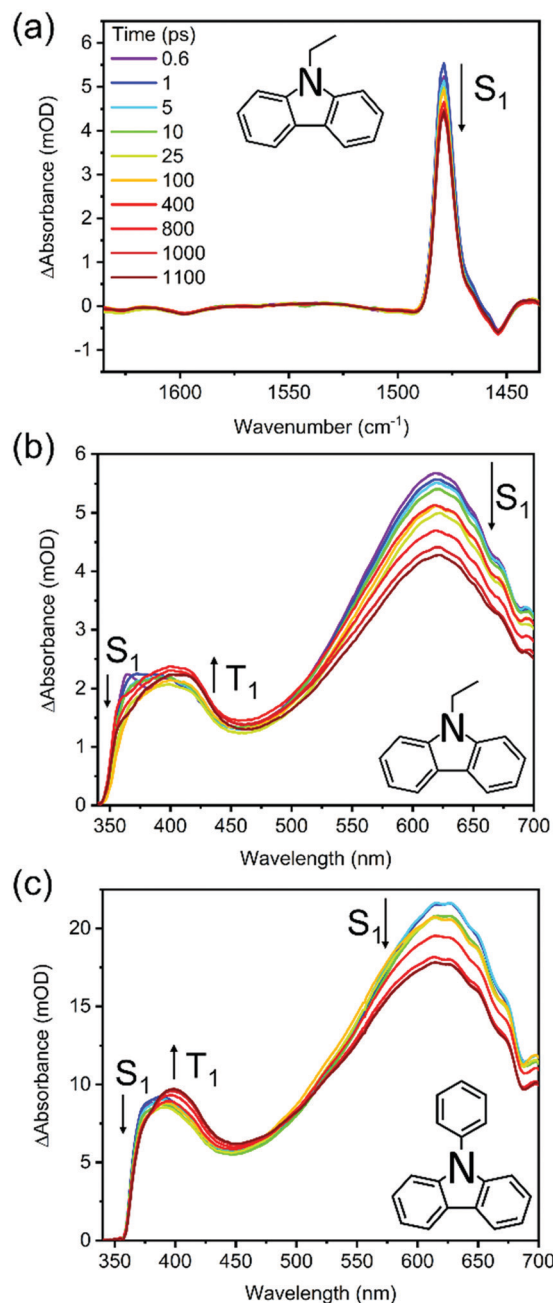 (a)
Time (ps)
0.6
1
5
10
25
100
400
800
1000
1100
N
S1
ΔAbsorbance (mOD)
6
5
4
3
2
1
0
-1
1600
1550
1500
1450
Wavenumber (cm-1)
(b)
ΔAbsorbance (mOD)
6
5
4
3
2
1
0
S1
T1
S1
N
350
400
450
500
550
600
650
700
Wavelength (nm)
(c)
ΔAbsorbance (mOD)
20
15
10
5
0
S1
T1
S1
N
350
400
450
500
550
600
650
700
Wavelength (nm)